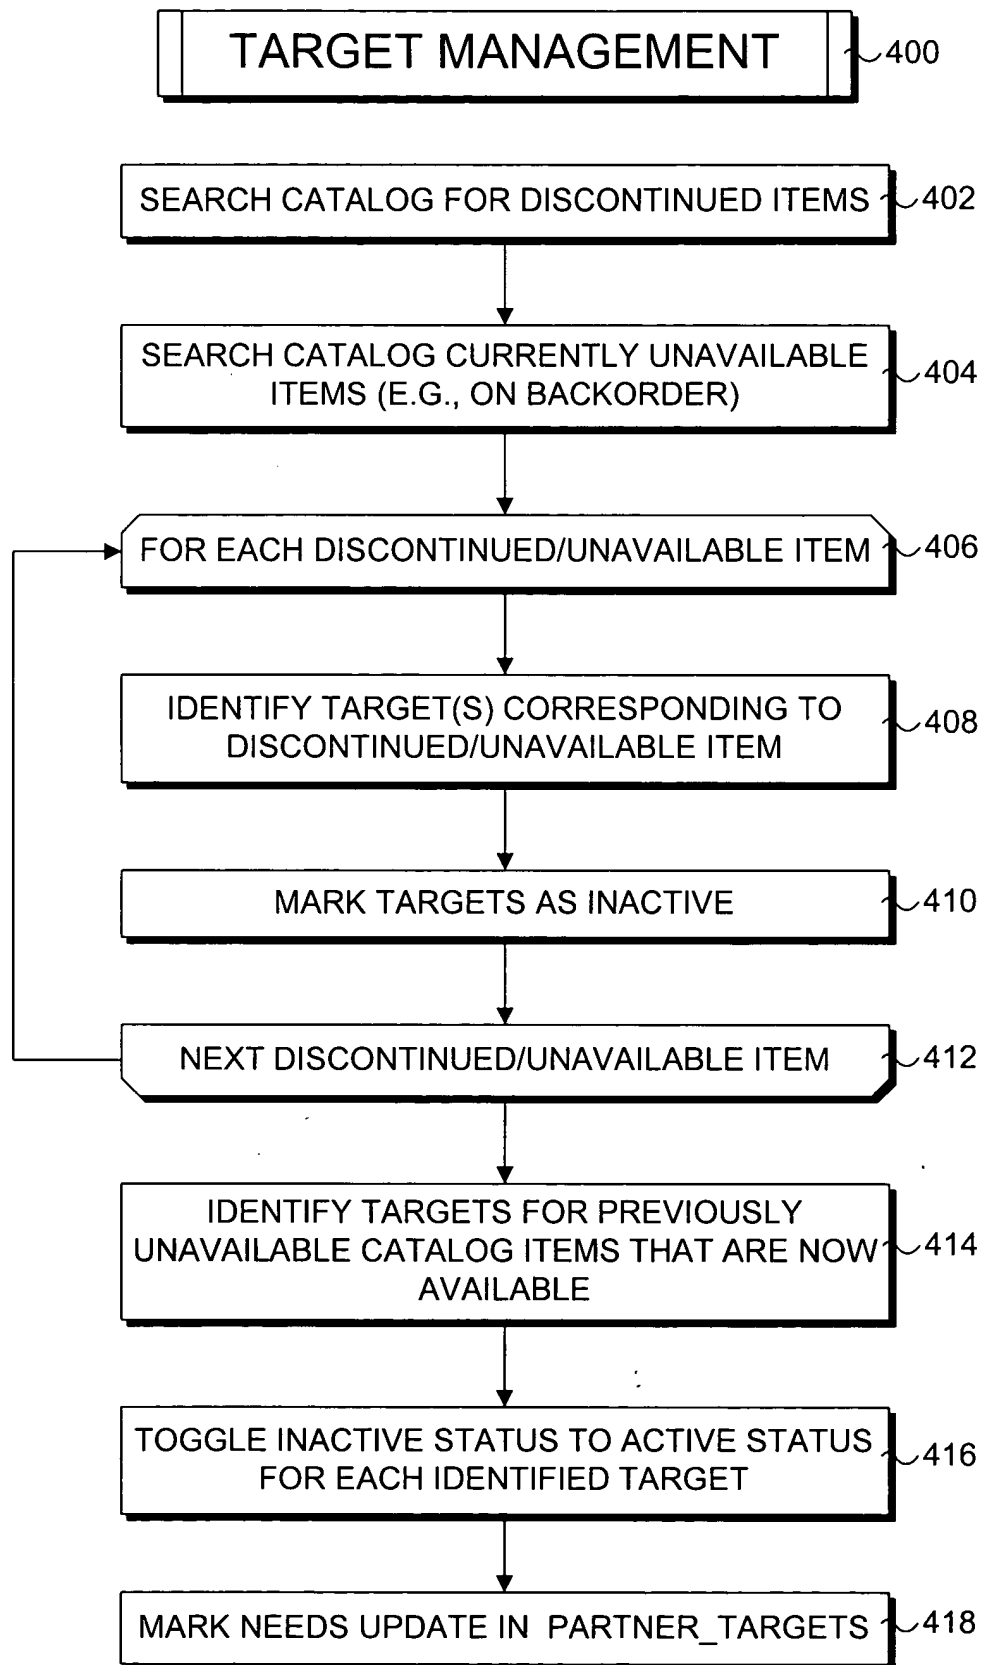 TARGET MANAGEMENT
400
SEARCH CATALOG FOR DISCONTINUED ITEMS
402
SEARCH CATALOG CURRENTLY UNAVAILABLE
ITEMS (E.G., ON BACKORDER)
404
FOR EACH DISCONTINUED/UNAVAILABLE ITEM
406
IDENTIFY TARGET(S) CORRESPONDING TO
DISCONTINUED/UNAVAILABLE ITEM
408
MARK TARGETS AS INACTIVE
410
NEXT DISCONTINUED/UNAVAILABLE ITEM
412
IDENTIFY TARGETS FOR PREVIOUSLY
UNAVAILABLE CATALOG ITEMS THAT ARE NOW
AVAILABLE
414
TOGGLE INACTIVE STATUS TO ACTIVE STATUS
FOR EACH IDENTIFIED TARGET
416
MARK NEEDS UPDATE IN PARTNER_TARGETS
418